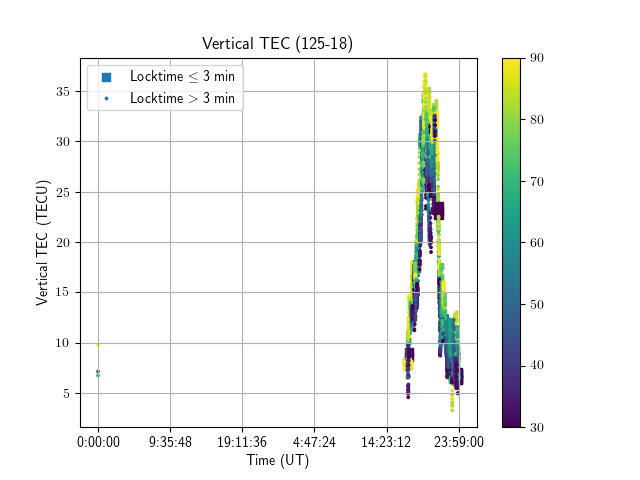 Vertical TEC (125-18)
Locktime ≤ 3 min
Locktime > 3 min
Vertical TEC (TECU)
35
30
25
20
15
10
5
0:00:00 9:35:48 19:11:36 4:47:24 14:23:12 23:59:00
Time (UT)
90
80
70
60
50
40
30